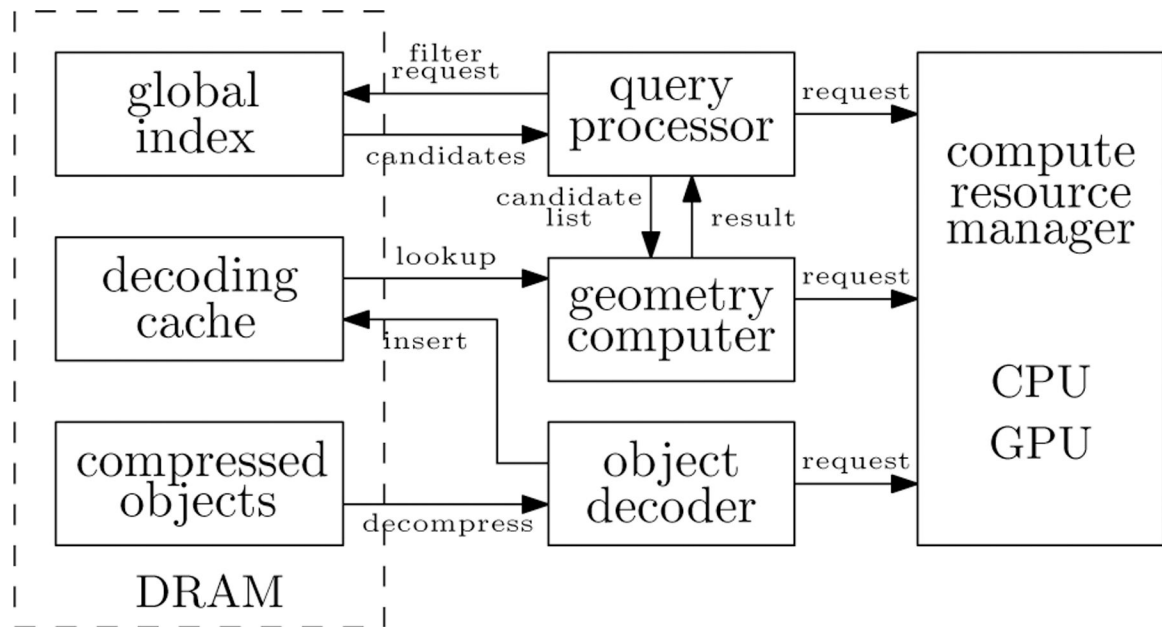 filter
request
global
index
candidates
query
processor
request
candidate
list
result
compute
resource
manager
CPU
GPU
decoding
cache
lookup
insert
geometry
computer
request
compressed
objects
decompress
object
decoder
request
DRAM